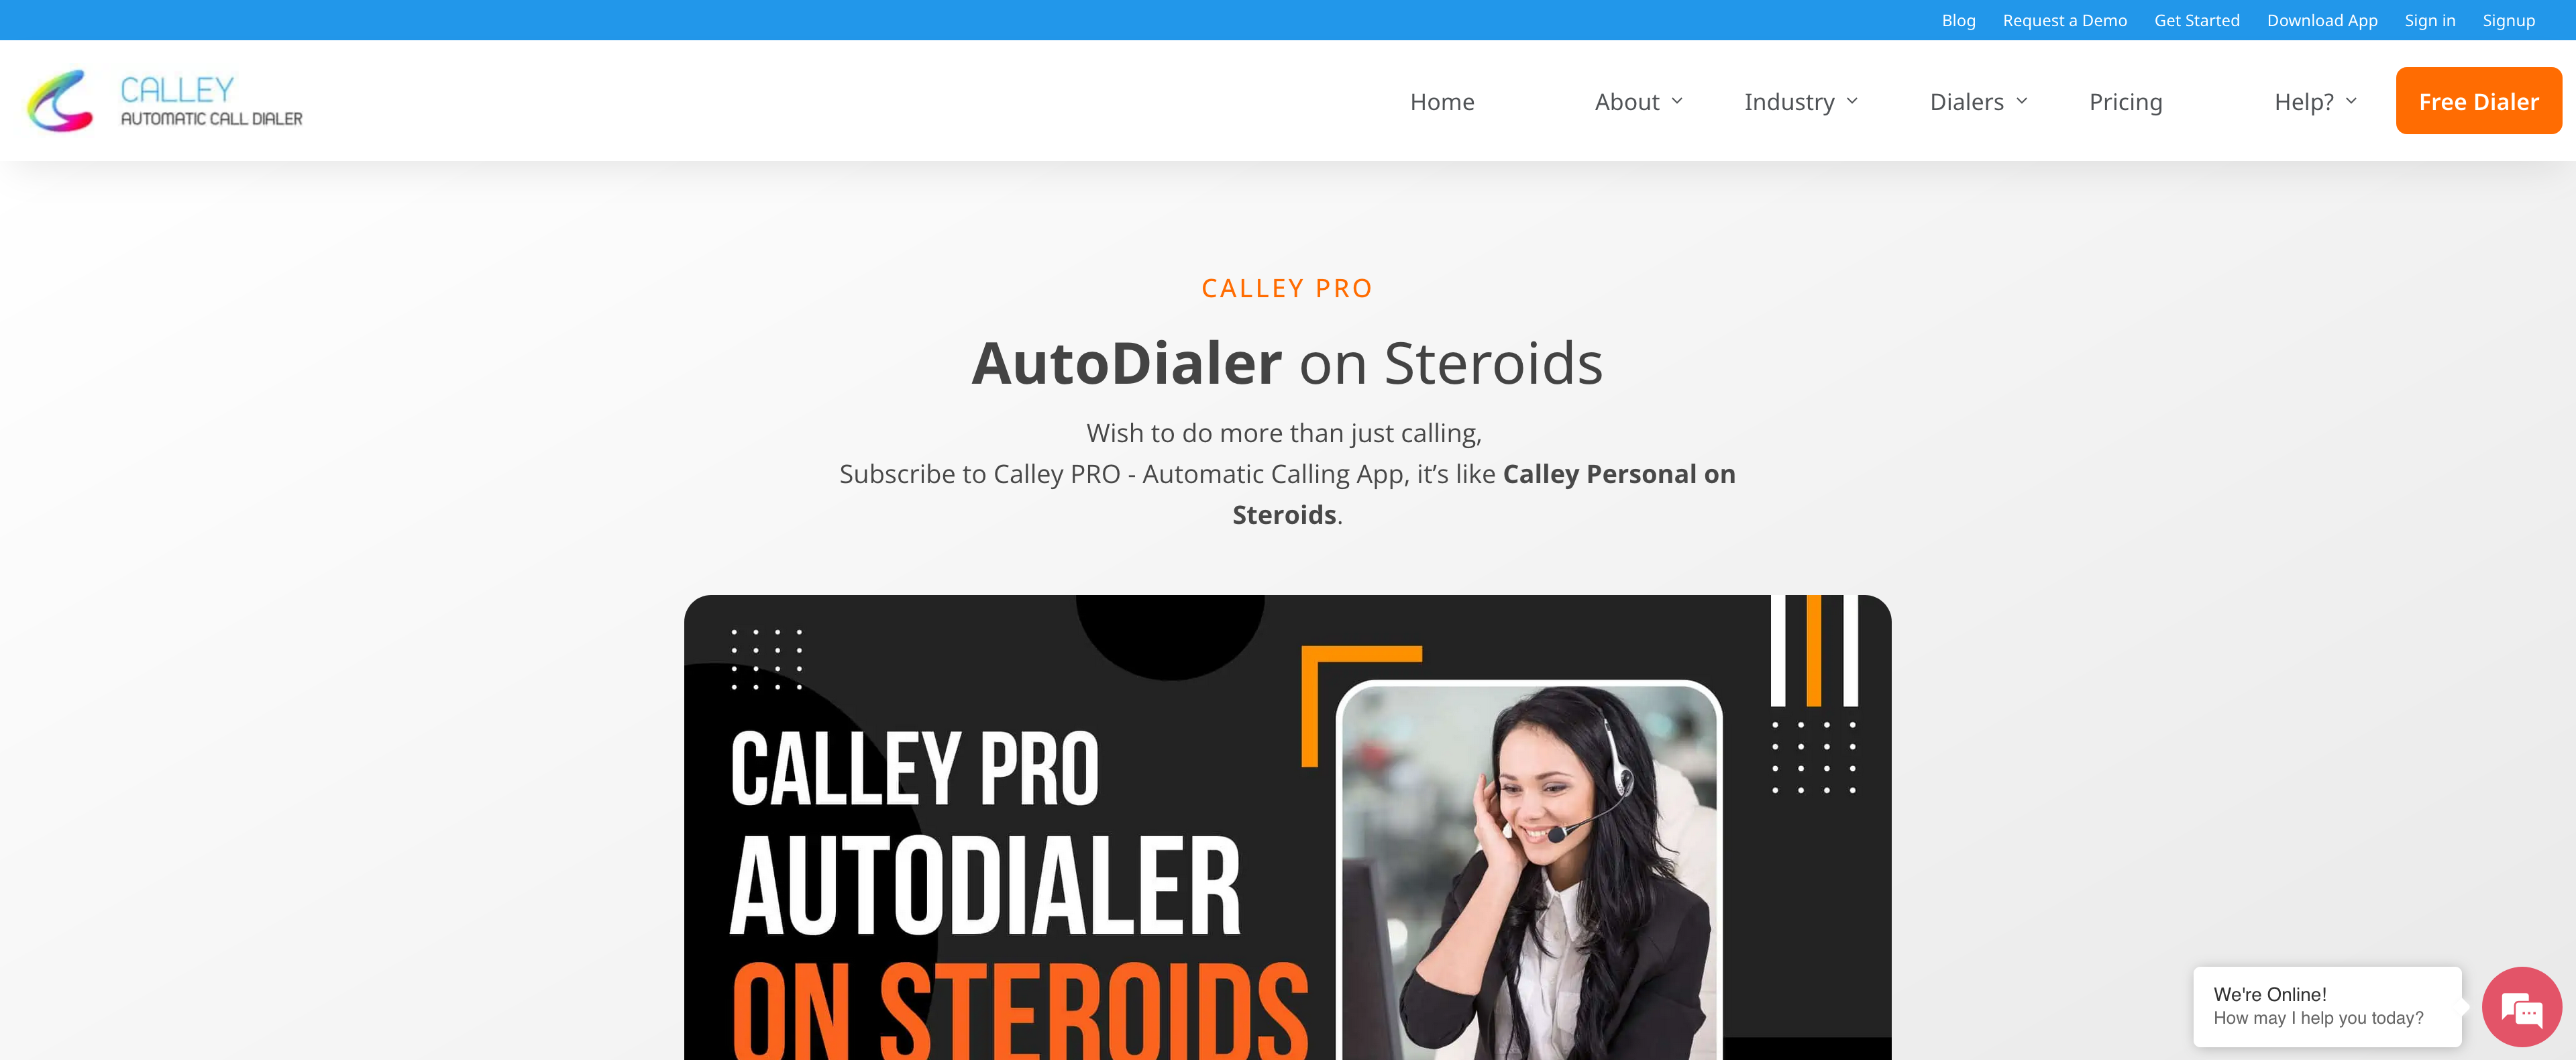 Blog Request a Demo Get Started Download App Sign in Signup
CALLEY
AUTOMATIC CALL DIALER
Home About Industry Dialers Pricing Help? Free Dialer
CALLEY PRO
AutoDialer on Steroids
Wish to do more than just calling,
Subscribe to Calley PRO - Automatic Calling App, it’s like Calley Personal on
Steroids.
CALLEY PRO
AUTODIALER
ON STEROIDS
We're Online!
How may I help you today?